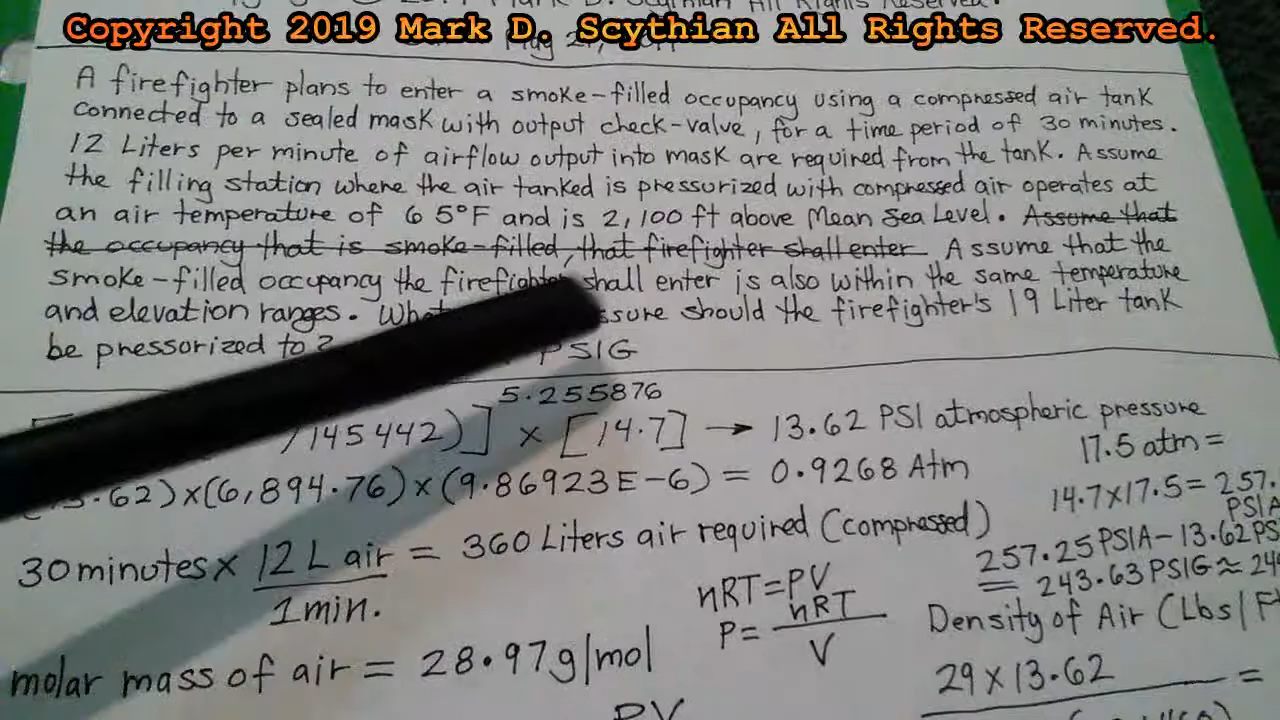 Copyright 2019 Mark D. Scythian All Rights Reserved.
A firefighter plans to enter a smoke-filled occupancy using a compressed air tank
connected to a sealed mask with output check-valve, for a time period of 30 minutes.
12 Liters per minute of airflow output into mask are required from the tank. Assume
the filling station where the air tanked is pressurized with compressed air operates at
an air temperature of 65°F and is 2,100 ft above Mean Sea Level. Assume that
the occupancy that is smoke-filled, that firefighter shall enter A ssume that the
smoke-filled occupancy the firefighter shall enter is also within the same temperature
and elevation ranges. should the firefighter's 19 Liter tank
be pressurized to? PSIG
/145442)]^5.255876 × [14.7] → 13.62 PSI atmospheric pressure
17.5 atm =
.62)×(6,894.76)×(9.86923E-6) = 0.9268 Atm
14.7×17.5=257.
PSIA
30 minutes × 12 L air = 360 Liters air required (compressed)
1 min.
257.25 PSIA - 13.62 PS
= 243.63 PSIG ≈ 24
nRT=PV
P= nRT
V
Density of Air (Lbs/F
molar mass of air = 28.97g/mol
29×13.62 =
PV